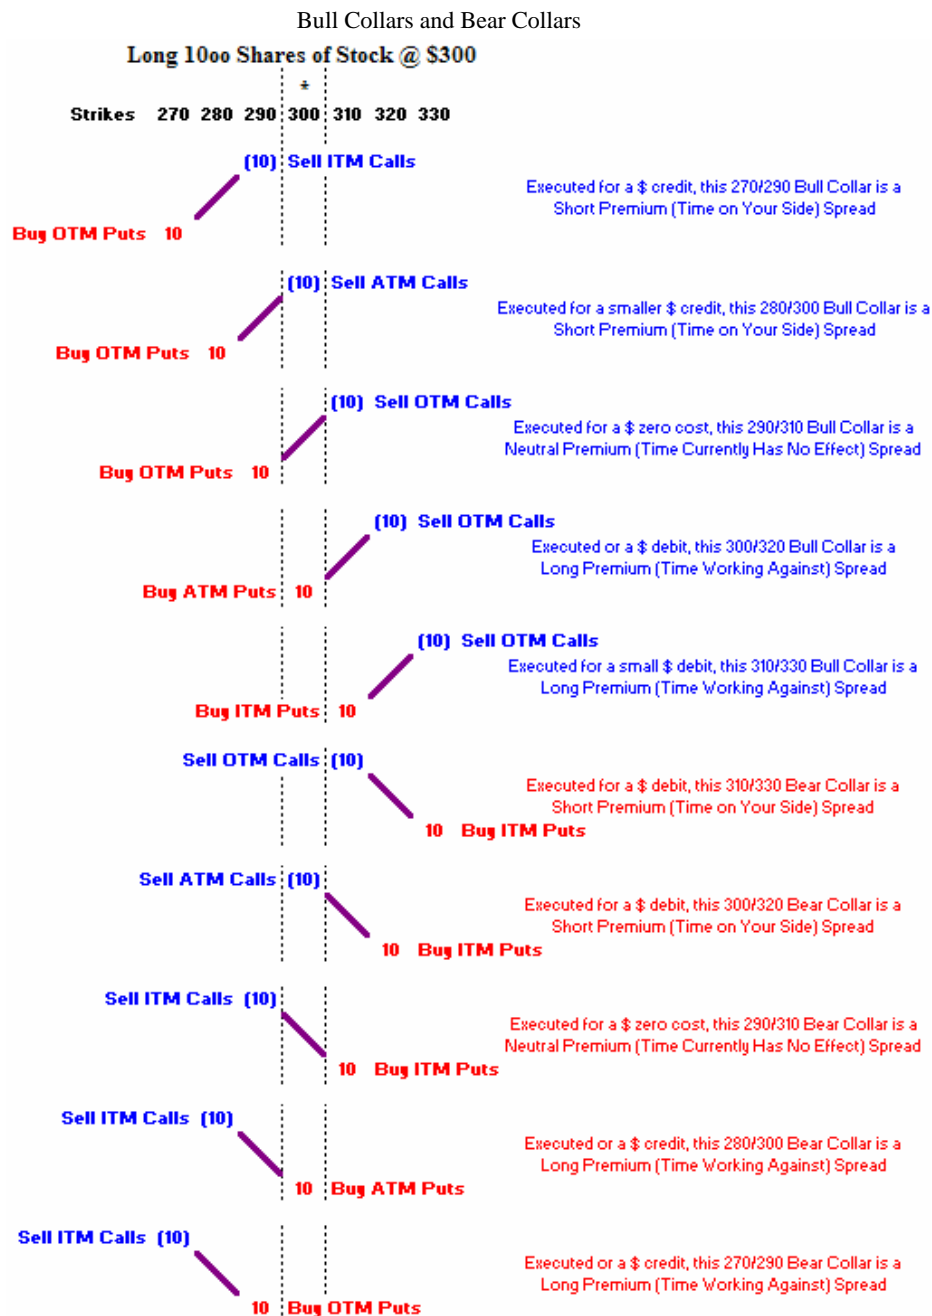 Bull Collars and Bear Collars
Long 10oo Shares of Stock @ $300
*
Strikes 270 280 290 300 310 320 330
(10) Sell ITM Calls
Executed for a $ credit, this 270/290 Bull Collar is a
Short Premium (Time on Your Side) Spread
Buy OTM Puts 10
(10) Sell ATM Calls
Executed for a smaller $ credit, this 280/300 Bull Collar is a
Short Premium (Time on Your Side) Spread
Buy OTM Puts 10
(10) Sell OTM Calls
Executed for a $ zero cost, this 290/310 Bull Collar is a
Neutral Premium (Time Currently Has No Effect) Spread
Buy OTM Puts 10
(10) Sell OTM Calls
Executed or a $ debit, this 300/320 Bull Collar is a
Long Premium (Time Working Against) Spread
Buy ATM Puts 10
(10) Sell OTM Calls
Executed for a small $ debit, this 310/330 Bull Collar is a
Long Premium (Time Working Against) Spread
Buy ITM Puts 10
Sell OTM Calls (10)
Executed for a $ debit, this 310/330 Bear Collar is a
Short Premium (Time on Your Side) Spread
10 Buy ITM Puts
Sell ATM Calls (10)
Executed for a $ debit, this 300/320 Bear Collar is a
Short Premium (Time on Your Side) Spread
10 Buy ITM Puts
Sell ITM Calls (10)
Executed for a $ zero cost, this 290/310 Bear Collar is a
Neutral Premium (Time Currently Has No Effect) Spread
10 Buy ITM Puts
Sell ITM Calls (10)
Executed or a $ credit, this 280/300 Bear Collar is a
Long Premium (Time Working Against) Spread
10 Buy ATM Puts
Sell ITM Calls (10)
Executed for a $ credit, this 270/290 Bear Collar is a
Long Premium (Time Working Against) Spread
10 Buy OTM Puts